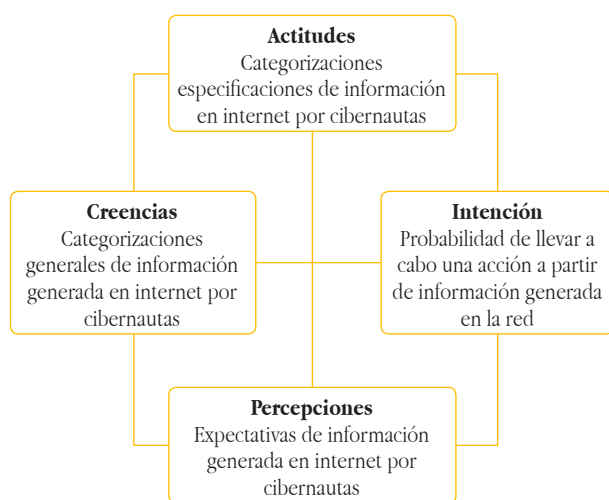 Actitudes
Categorizaciones
especificaciones de información
en internet por cibernautas
Creencias
Categorizaciones
generales de información
generada en internet por
cibernautas
Intención
Probabilidad de llevar a
cabo una acción a partir
de información generada
en la red
Percepciones
Expectativas de información
generada en internet por
cibernautas